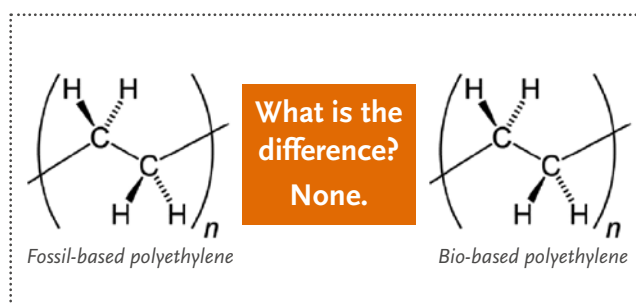 H H
C
C
H H
n
Fossil-based polyethylene
What is the
difference?
None.
H H
C
C
H H
n
Bio-based polyethylene